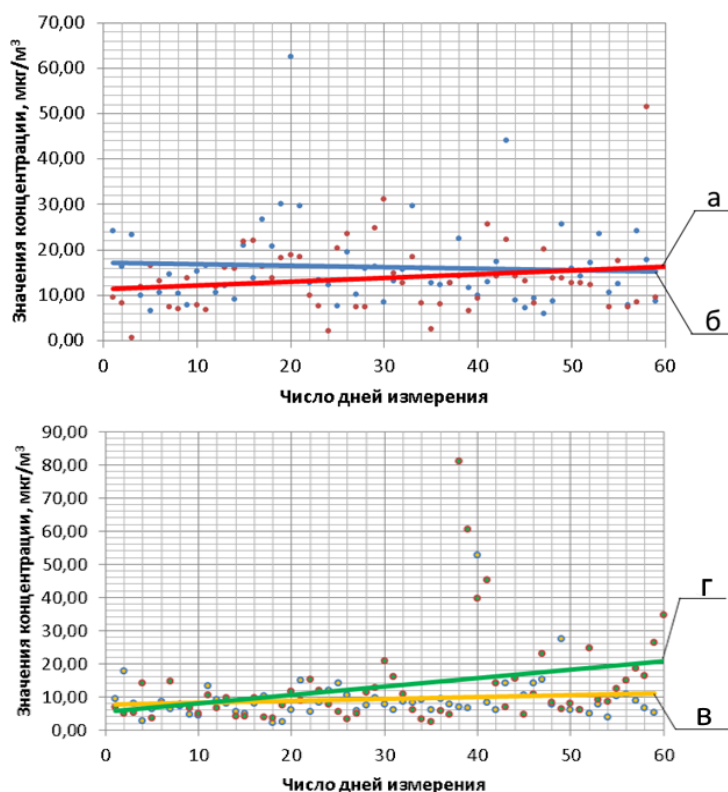 70,00
60,00
50,00
40,00
30,00
20,00
10,00
0,00
Значения концентрации, мкг/м³
0 10 20 30 40 50 60
Число дней измерения
а
б
90,00
80,00
70,00
60,00
50,00
40,00
30,00
20,00
10,00
0,00
Значения концентрации, мкг/м³
0 10 20 30 40 50 60
Число дней измерения
г
в